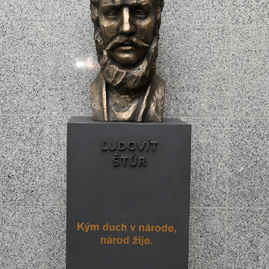 ĽUDOVÍT
ŠTÚR
Kým duch v národe,
národ žije.